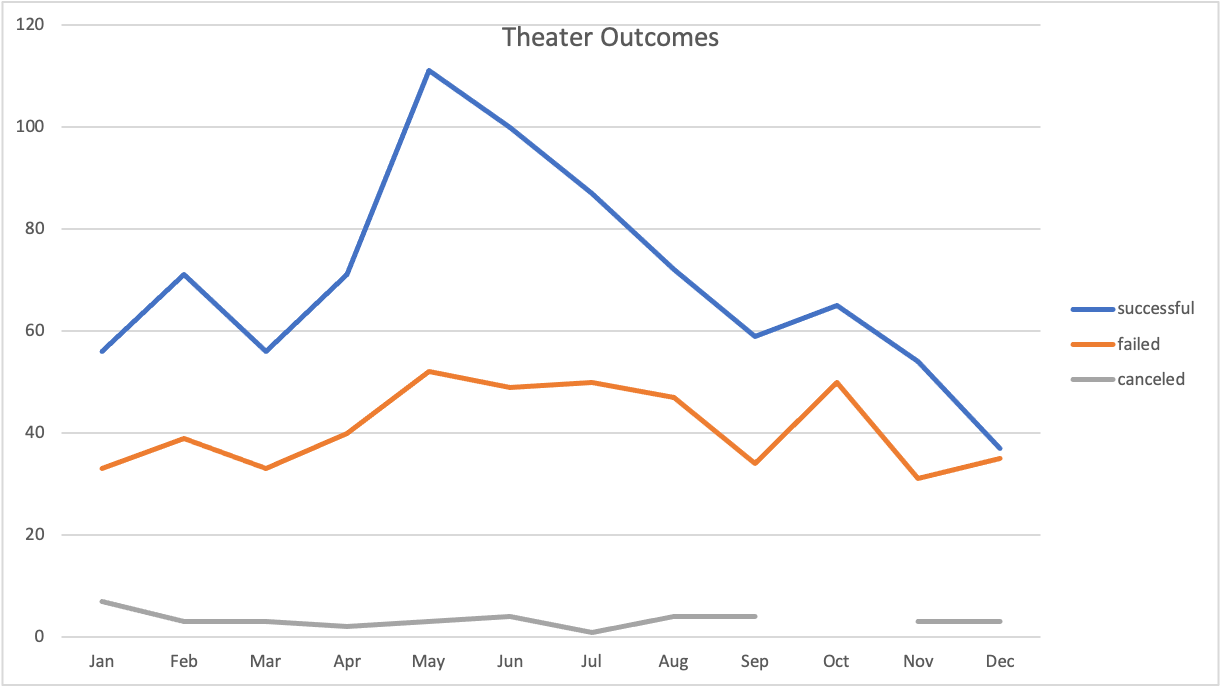 Theater Outcomes
120
100
80
60
40
20
0
Jan Feb Mar Apr May Jun Jul Aug Sep Oct Nov Dec
successful
failed
canceled